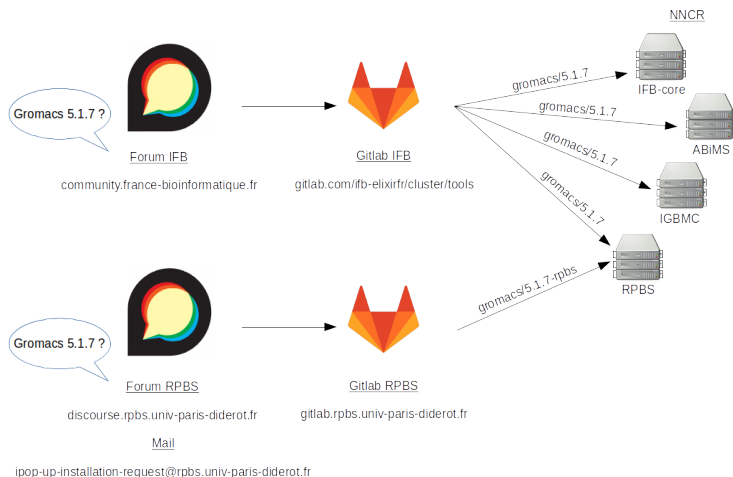 NNCR
gromacs/5.1.7
IFB-core
Gromacs 5.1.7 ?
gromacs/5.1.7
ABiMS
Forum IFB
Gitlab IFB
gromacs/5.1.7
community.france-bioinformatique.fr
gitlab.com/ifb-elixirfr/cluster/tools
IGBMC
gromacs/5.1.7
RPBS
gromacs/5.1.7-rpbs
Gromacs 5.1.7 ?
Forum RPBS
Gitlab RPBS
discourse.rpbs.univ-paris-diderot.fr
gitlab.rpbs.univ-paris-diderot.fr
Mail
ipop-up-installation-request@rpbs.univ-paris-diderot.fr